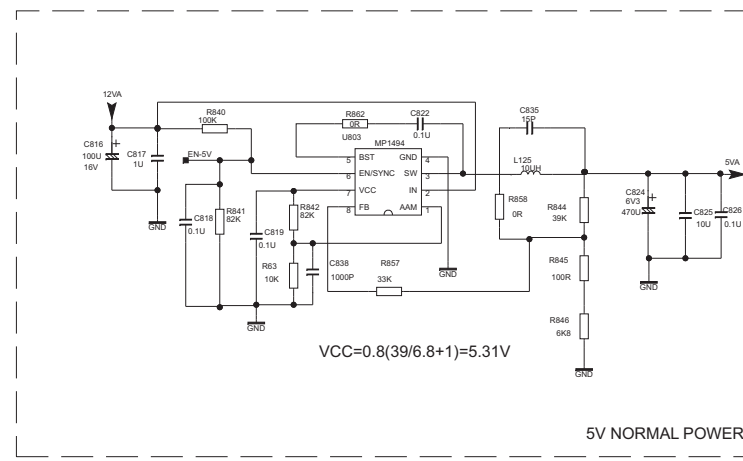 12VA
R840
100K
R862
0R
U803
C822
0.1U
C835
15P
C816
100U
16V
C817
1U
EN-5V
MP1494
BST
GND
5
4
EN/SYNC
SW
6
3
VCC
IN
7
2
FB
AAM
8
1
L125
10UH
5VA
R858
0R
R844
39K
C824
6V3
470U
C825
10U
C826
0.1U
C818
0.1U
R841
82K
C819
0.1U
R842
82K
GND
R63
10K
C838
1000P
R857
33K
GND
R845
100R
GND
R846
6K8
GND
VCC=0.8(39/6.8+1)=5.31V
GND
5V NORMAL POWER